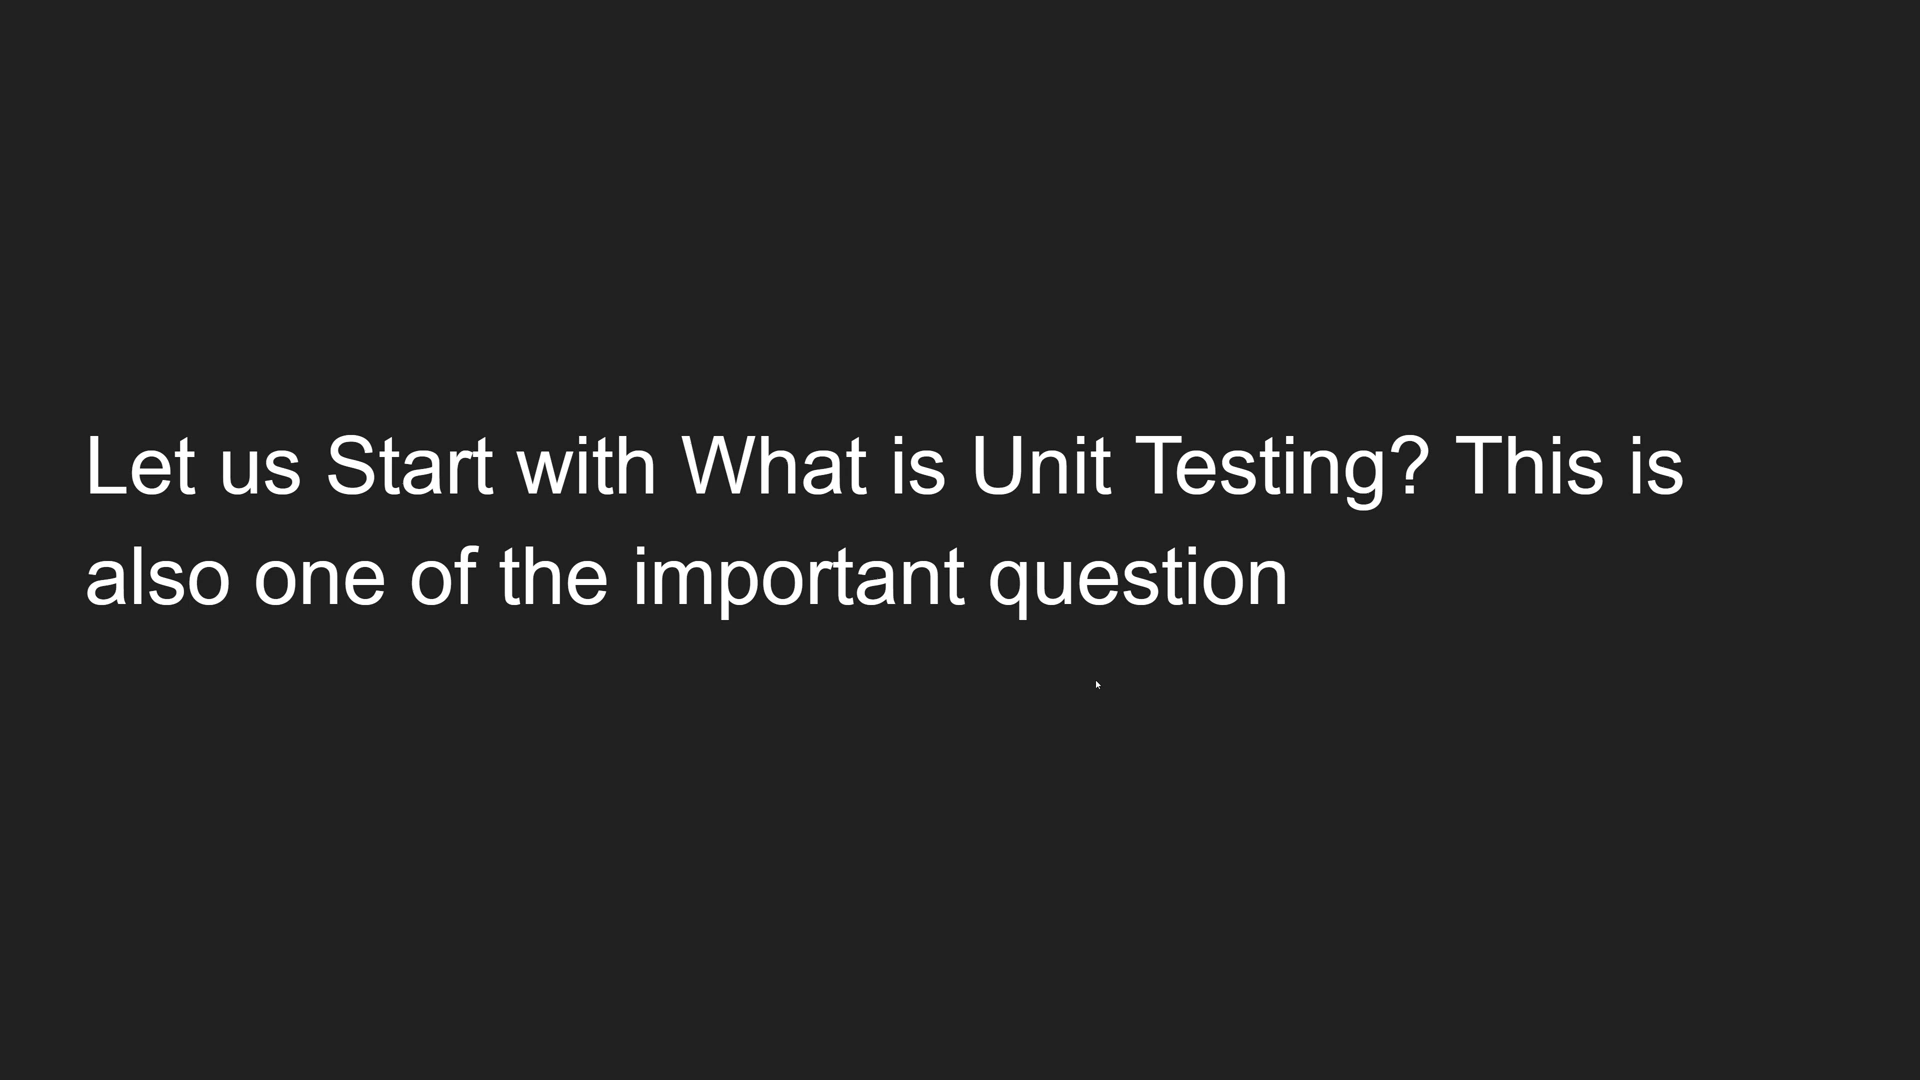 Let us Start with What is Unit Testing? This is
also one of the important question